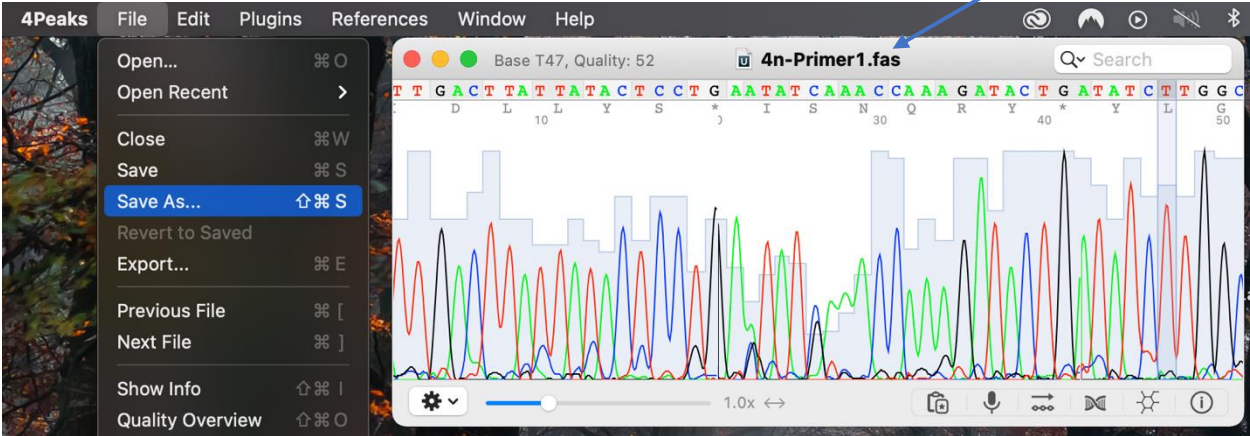 4Peaks File Edit Plugins References Window Help
Open... ⌘ O
Open Recent >
Close ⌘ W
Save ⌘ S
Save As... ⇧ ⌘ S
Revert to Saved
Export... ⌘ E
Previous File ⌘ [
Next File ⌘ ]
Show Info ⇧ ⌘ I
Quality Overview ⇧ ⌘ O
Base T47, Quality: 52 4n-Primer1.fas Search
T T G A C T T A T T A T A C T C C T G A A T A T C A A A C C A A A G A T A C T G A T A T C T T G G C
D L L Y S * I S N Q R Y * Y L G
10 30 40 50
1.0x ↔